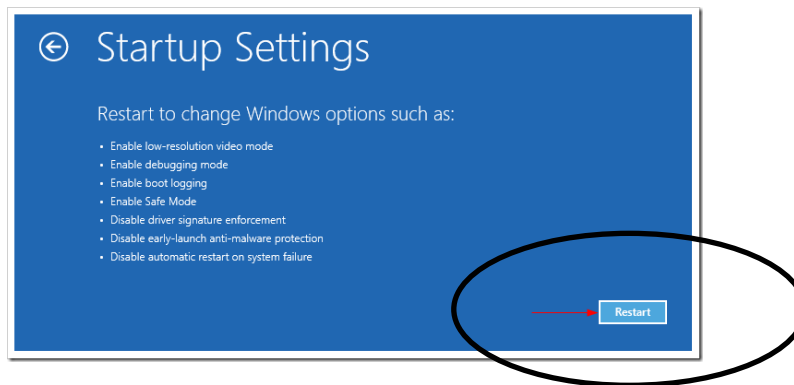 Startup Settings
Restart to change Windows options such as:
• Enable low-resolution video mode
• Enable debugging mode
• Enable boot logging
• Enable Safe Mode
• Disable driver signature enforcement
• Disable early-launch anti-malware protection
• Disable automatic restart on system failure
Restart